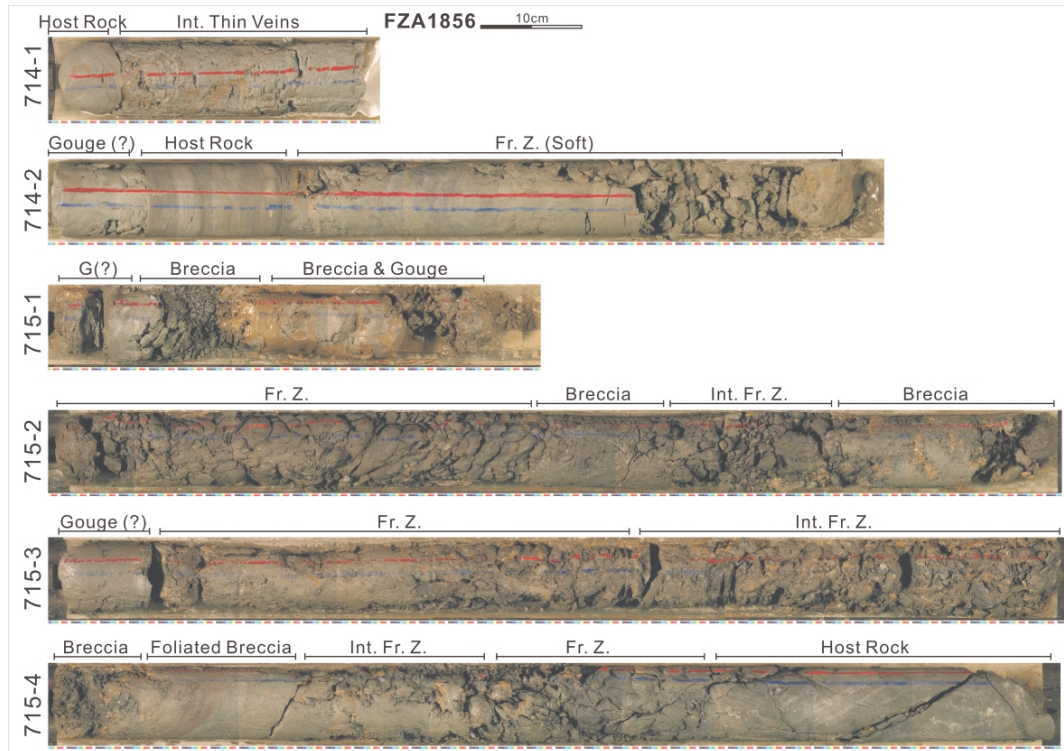 Host Rock Int. Thin Veins FZA1856 10cm
714-1
Gouge (?) Host Rock Fr. Z. (Soft)
714-2
G(?) Breccia Breccia & Gouge
715-1
Fr. Z. Breccia Int. Fr. Z. Breccia
715-2
Gouge (?) Fr. Z. Int. Fr. Z.
715-3
Breccia Foliated Breccia Int. Fr. Z. Fr. Z. Host Rock
715-4